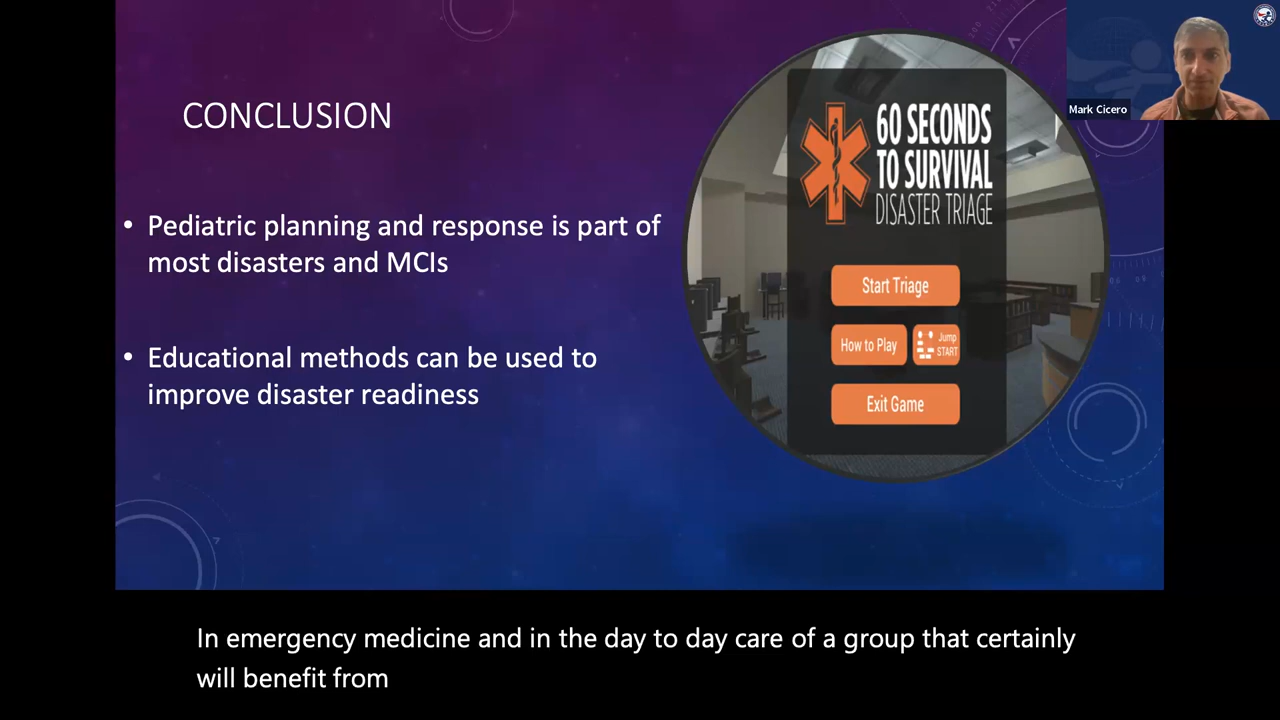 CONCLUSION
• Pediatric planning and response is part of
most disasters and MCIs
• Educational methods can be used to
improve disaster readiness
60 SECONDS
TO SURVIVAL
DISASTER TRIAGE
Start Triage
How to Play
Jump
START
Exit Game
Mark Cicero
In emergency medicine and in the day to day care of a group that certainly
will benefit from